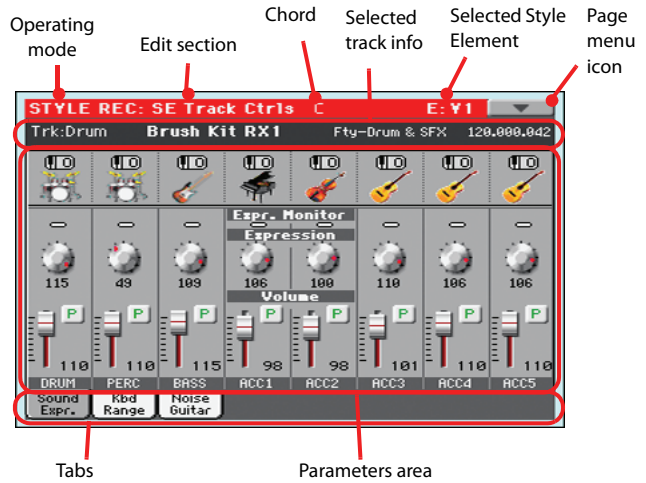 Operating mode
Edit section
Chord
Selected track info
Selected Style Element
Page menu icon
STYLE REC: SE Track Ctrls C E: ¥1
Trk:Drum Brush Kit RX1 Fty-Drum & SFX 120.000.042
Expr. Monitor
Expression
115 49 109 106 100 110 106 106
Volume
P P P P P P P P
110 110 115 98 98 101 110 110
DRUM PERC BASS ACC1 ACC2 ACC3 ACC4 ACC5
Sound Expr.
Kbd Range
Noise Guitar
Tabs
Parameters area